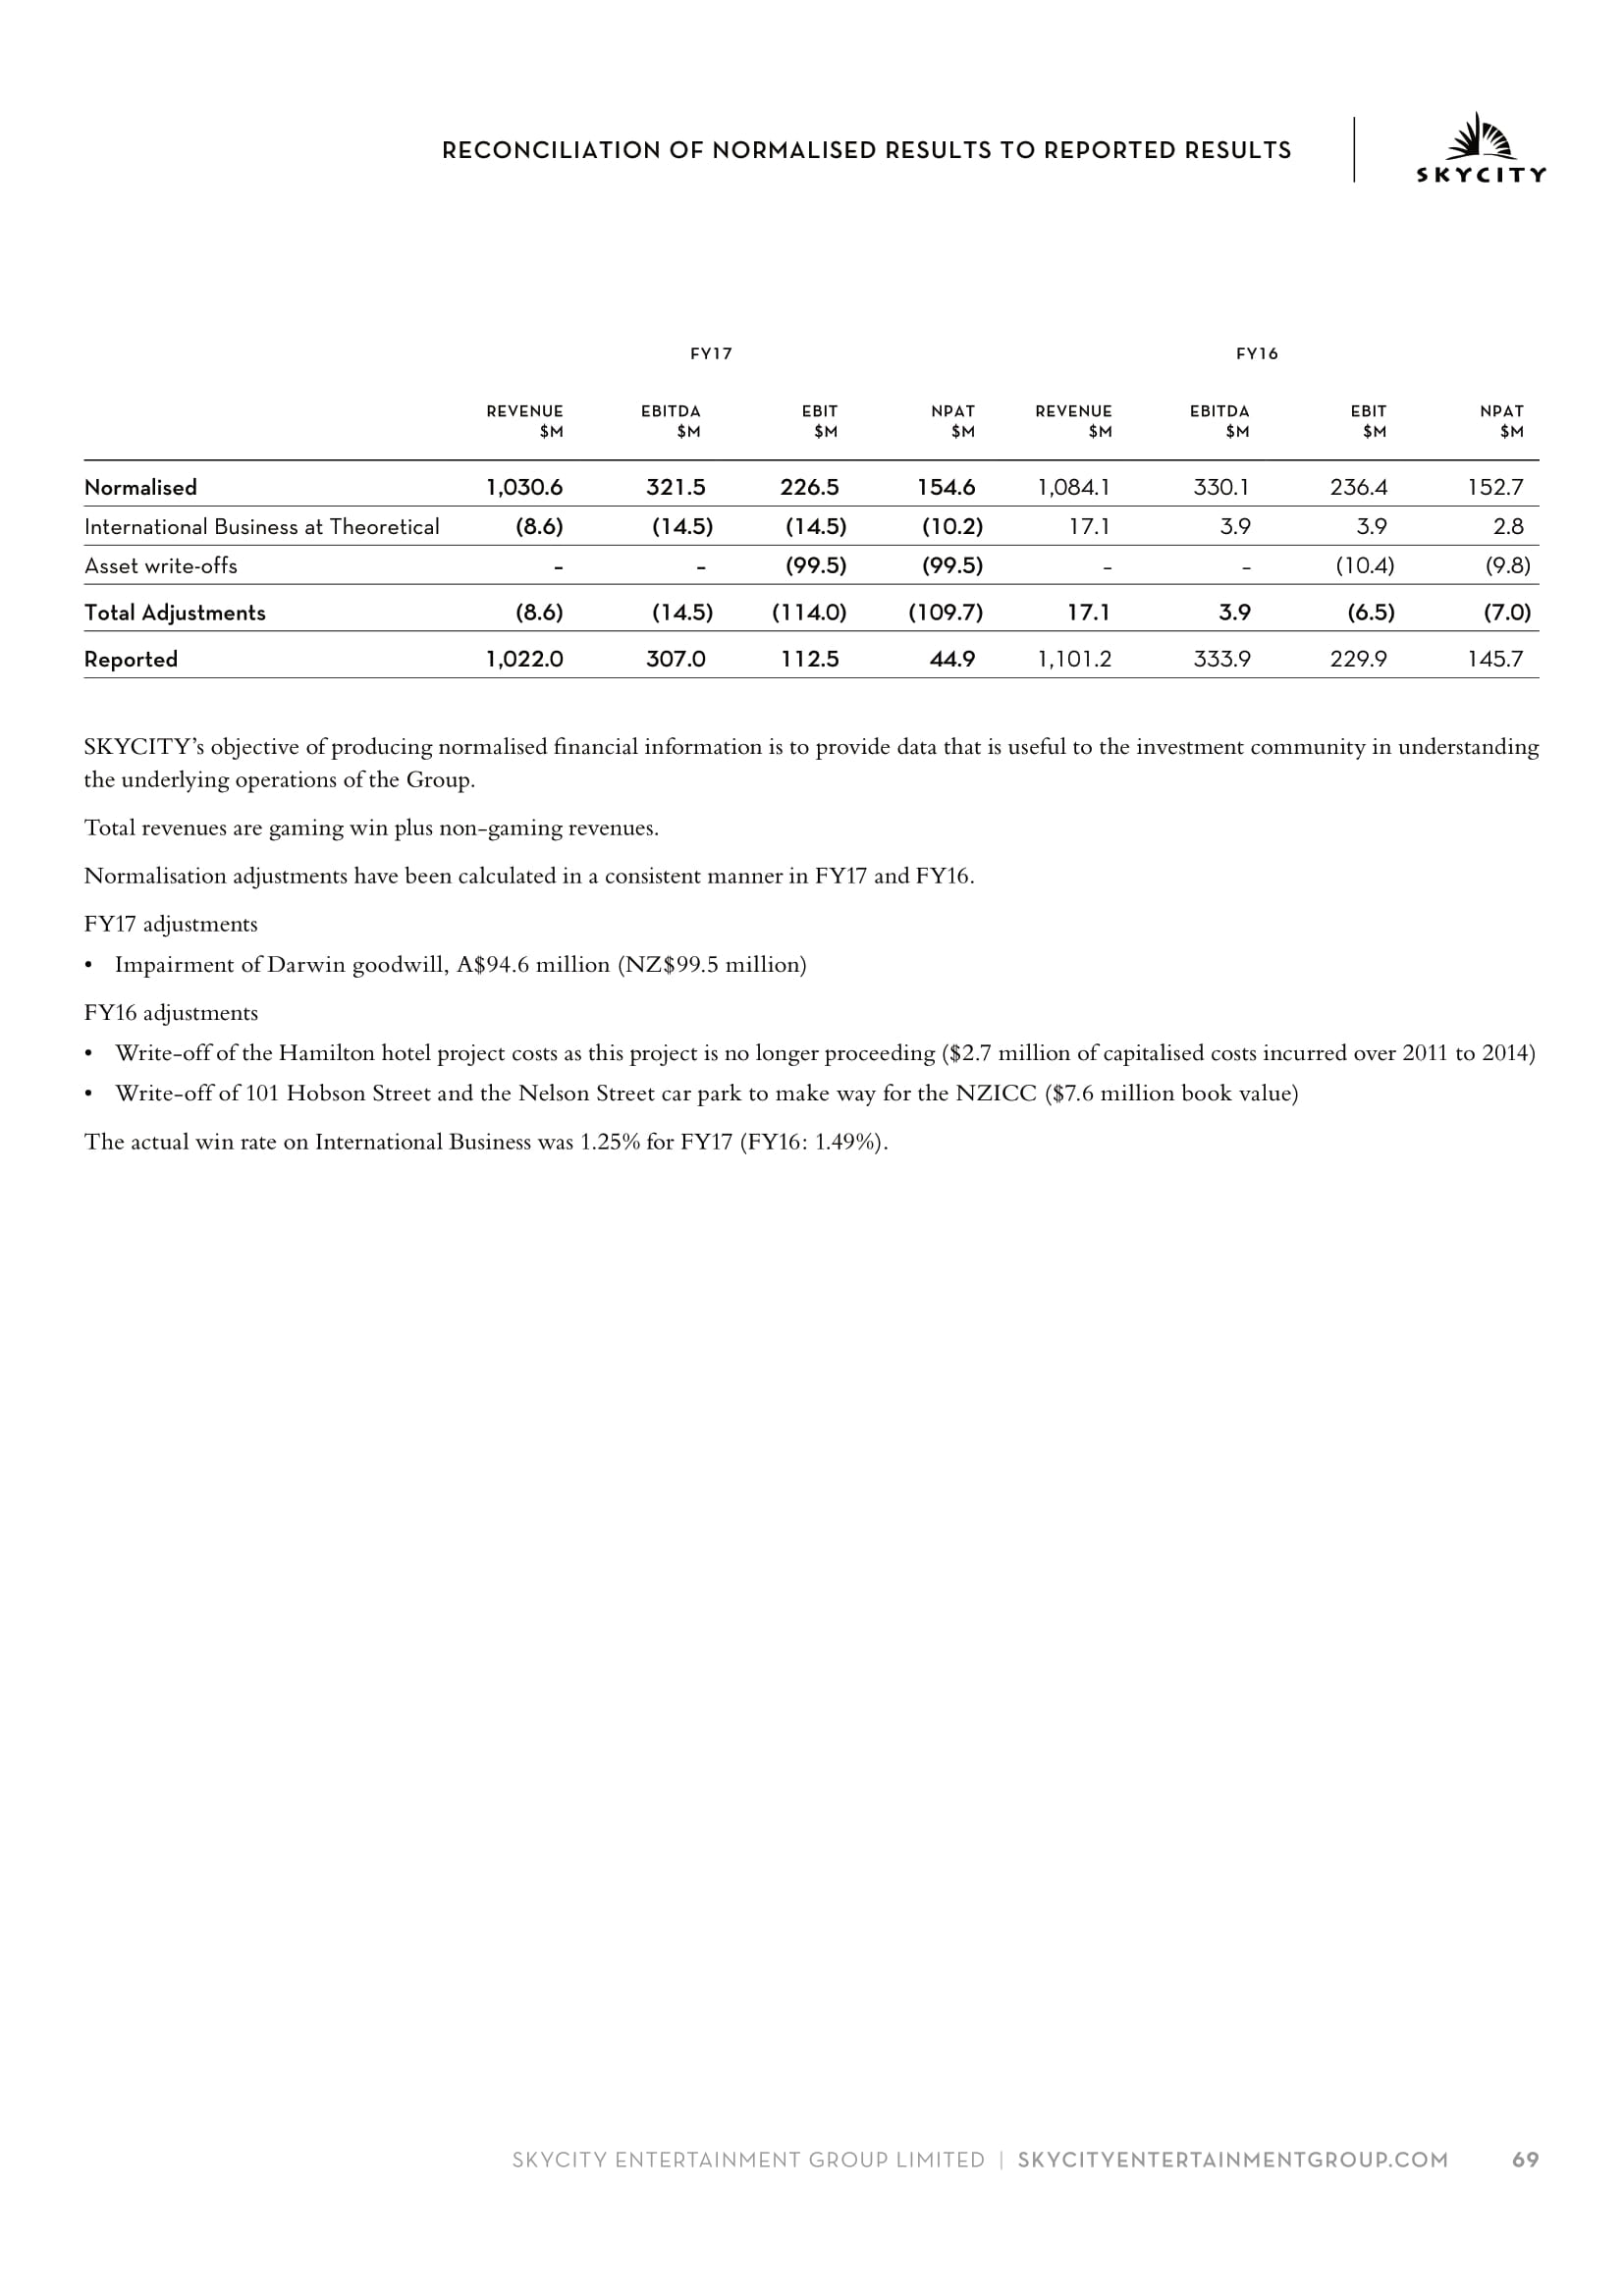 RECONCILIATION OF NORMALISED RESULTS TO REPORTED RESULTS
SKYCITY
FY17 FY16
REVENUE EBITDA EBIT NPAT REVENUE EBITDA EBIT NPAT
$M $M $M $M $M $M $M $M
Normalised 1,030.6 321.5 226.5 154.6 1,084.1 330.1 236.4 152.7
International Business at Theoretical (8.6) (14.5) (14.5) (10.2) 17.1 3.9 3.9 2.8
Asset write-offs – – (99.5) (99.5) – – (10.4) (9.8)
Total Adjustments (8.6) (14.5) (114.0) (109.7) 17.1 3.9 (6.5) (7.0)
Reported 1,022.0 307.0 112.5 44.9 1,101.2 333.9 229.9 145.7
SKYCITY’s objective of producing normalised financial information is to provide data that is useful to the investment community in understanding
the underlying operations of the Group.
Total revenues are gaming win plus non-gaming revenues.
Normalisation adjustments have been calculated in a consistent manner in FY17 and FY16.
FY17 adjustments
• Impairment of Darwin goodwill, A$94.6 million (NZ$99.5 million)
FY16 adjustments
• Write-off of the Hamilton hotel project costs as this project is no longer proceeding ($2.7 million of capitalised costs incurred over 2011 to 2014)
• Write-off of 101 Hobson Street and the Nelson Street car park to make way for the NZICC ($7.6 million book value)
The actual win rate on International Business was 1.25% for FY17 (FY16: 1.49%).
SKYCITY ENTERTAINMENT GROUP LIMITED | SKYCITYENTERTAINMENTGROUP.COM 69